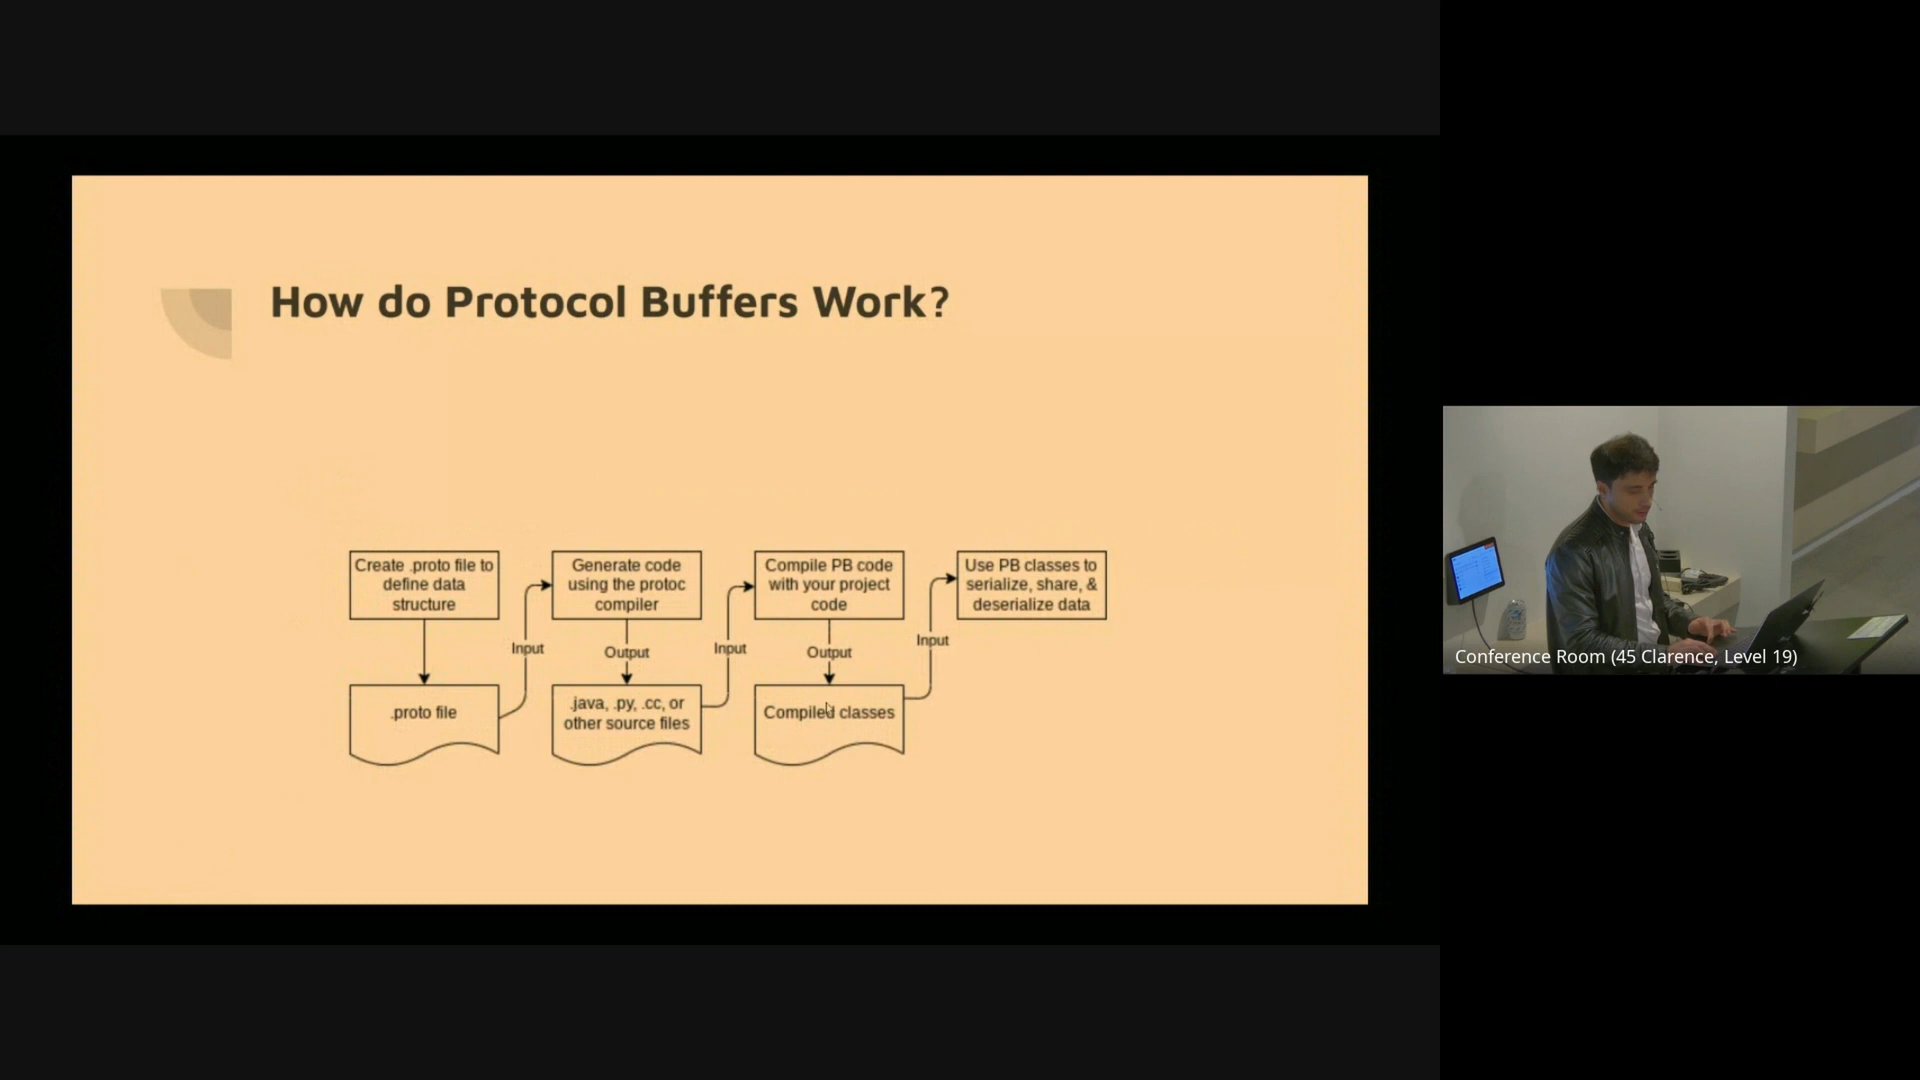 How do Protocol Buffers Work?
Create .proto file to
define data
structure
Generate code
using the protoc
compiler
Compile PB code
with your project
code
Use PB classes to
serialize, share, &
deserialize data
Input
Output
Input
Output
Input
.proto file
.java, .py, .cc, or
other source files
Compiled classes
Conference Room (45 Clarence, Level 19)